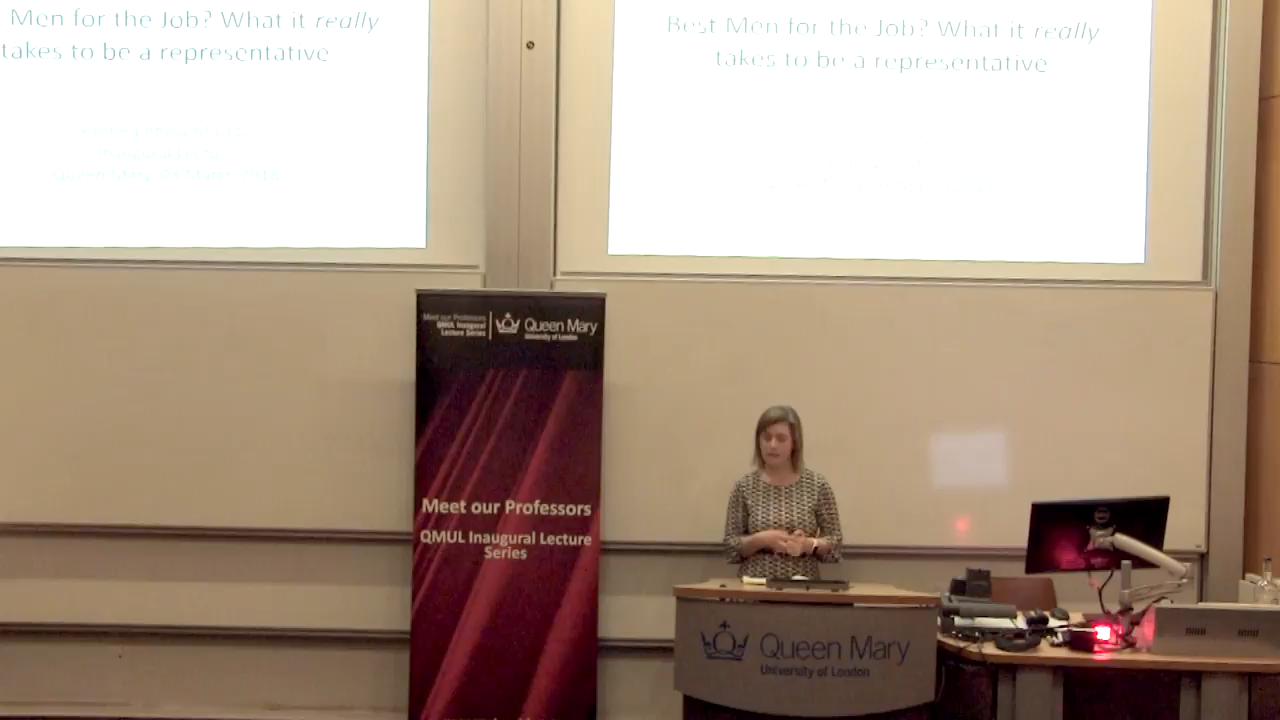 Men for the Job? What it really
takes to be a representative
Queen Mary,
Best Men for the Job? What it really
takes to be a representative
Meet our Professors
QMUL Inaugural
Lecture Series
Queen Mary
University of London
Meet our Professors
QMUL Inaugural Lecture
Series
Queen Mary
University of London